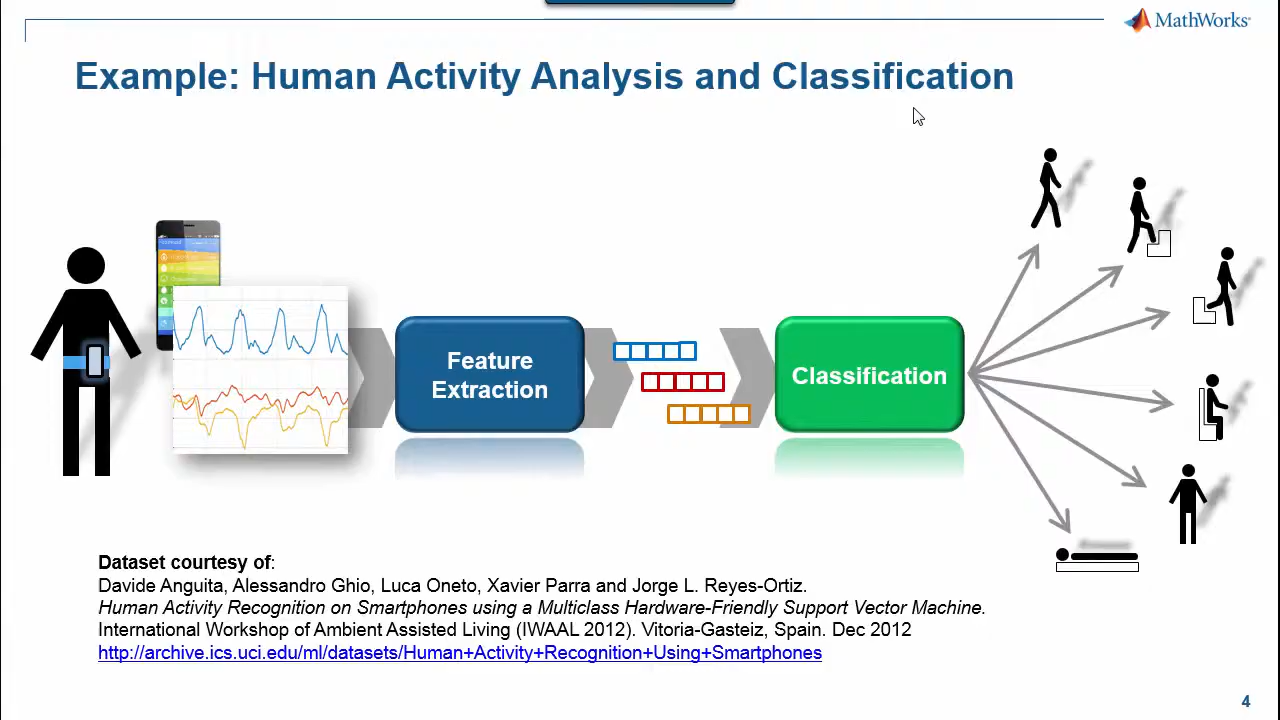 MathWorks®
Example: Human Activity Analysis and Classification
Feature
Extraction
Classification
Dataset courtesy of:
Davide Anguita, Alessandro Ghio, Luca Oneto, Xavier Parra and Jorge L. Reyes-Ortiz.
Human Activity Recognition on Smartphones using a Multiclass Hardware-Friendly Support Vector Machine.
International Workshop of Ambient Assisted Living (IWAAL 2012). Vitoria-Gasteiz, Spain. Dec 2012
http://archive.ics.uci.edu/ml/datasets/Human+Activity+Recognition+Using+Smartphones
4